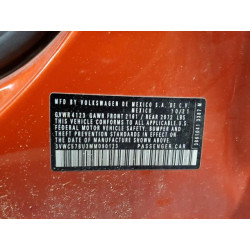 MFD. BY VOLKSWAGEN DE MEXICO S.A. DE C.V.
MEXICO 10/21
GVWR 4123 GAWR FRONT 2381 / REAR 2072 LBS
THIS VEHICLE CONFORMS TO ALL APPLICABLE
FEDERAL MOTOR VEHICLE SAFETY, BUMPER, AND
THEFT PREVENTION STANDARDS IN EFFECT ON
THE DATE OF MANUFACTURE SHOWN ABOVE.
PASSENGER CAR